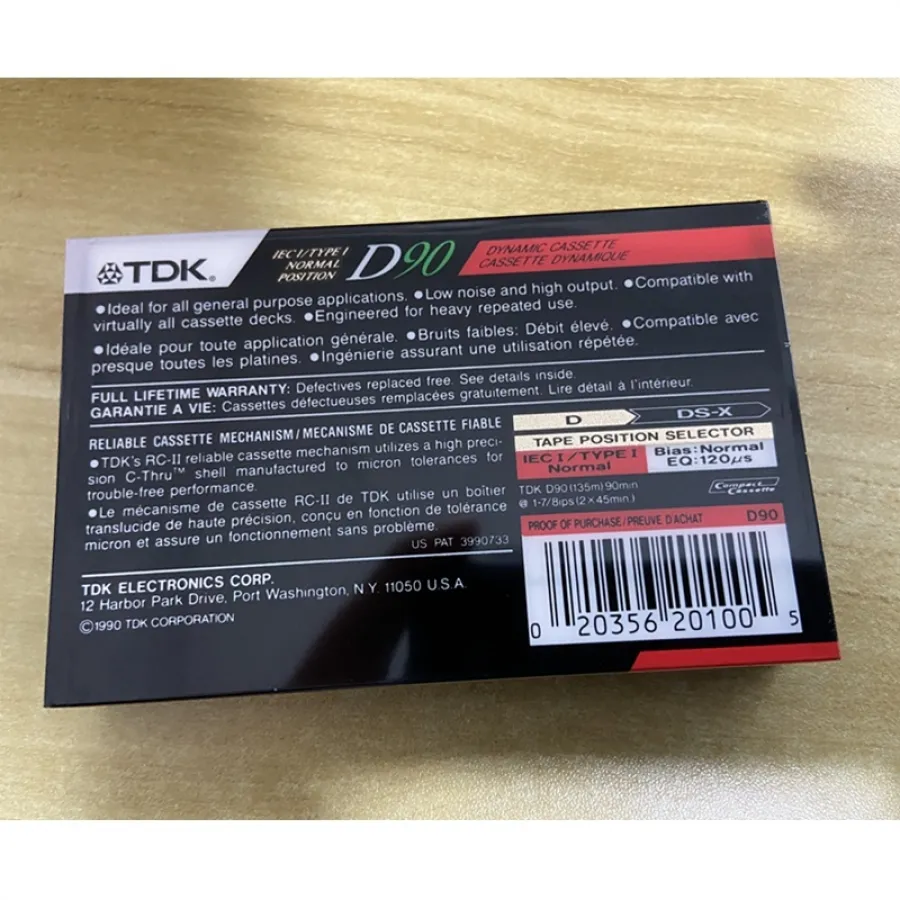 TDK®
IEC I/TYPE I
NORMAL
POSITION
D90
DYNAMIC CASSETTE
CASSETTE DYNAMIQUE
●Ideal for all general purpose applications. ●Low noise and high output. ●Compatible with
virtually all cassette decks. ●Engineered for heavy repeated use.
●Idéale pour toute application générale. ●Bruits faibles: Débit élevé. ●Compatible avec
presque toutes les platines. ●Ingénierie assurant une utilisation répétée.
FULL LIFETIME WARRANTY: Defectives replaced free. See details inside.
GARANTIE A VIE: Cassettes défectueuses remplacées gratuitement. Lire détail à l'intérieur.
RELIABLE CASSETTE MECHANISM/MECANISME DE CASSETTE FIABLE
●TDK's RC-II reliable cassette mechanism utilizes a high preci-
sion C-Thru™ shell manufactured to micron tolerances for
trouble-free performance.
●Le mécanisme de cassette RC-II de TDK utilise un boîtier
translucide de haute précision, conçu en fonction de tolérance
micron et assure un fonctionnement sans problème.
US PAT 3990733
TDK ELECTRONICS CORP.
12 Harbor Park Drive, Port Washington, N.Y. 11050 U.S.A.
©1990 TDK CORPORATION
D DS-X
TAPE POSITION SELECTOR
IEC I/TYPE I
Normal
Bias: Normal
EQ: 120μs
TDK D90 (135m) 90min
@ 1-7/8ips (2×45min.)
Compact
Cassette
PROOF OF PURCHASE/PREUVE D'ACHAT D90
0 20356 20100 5